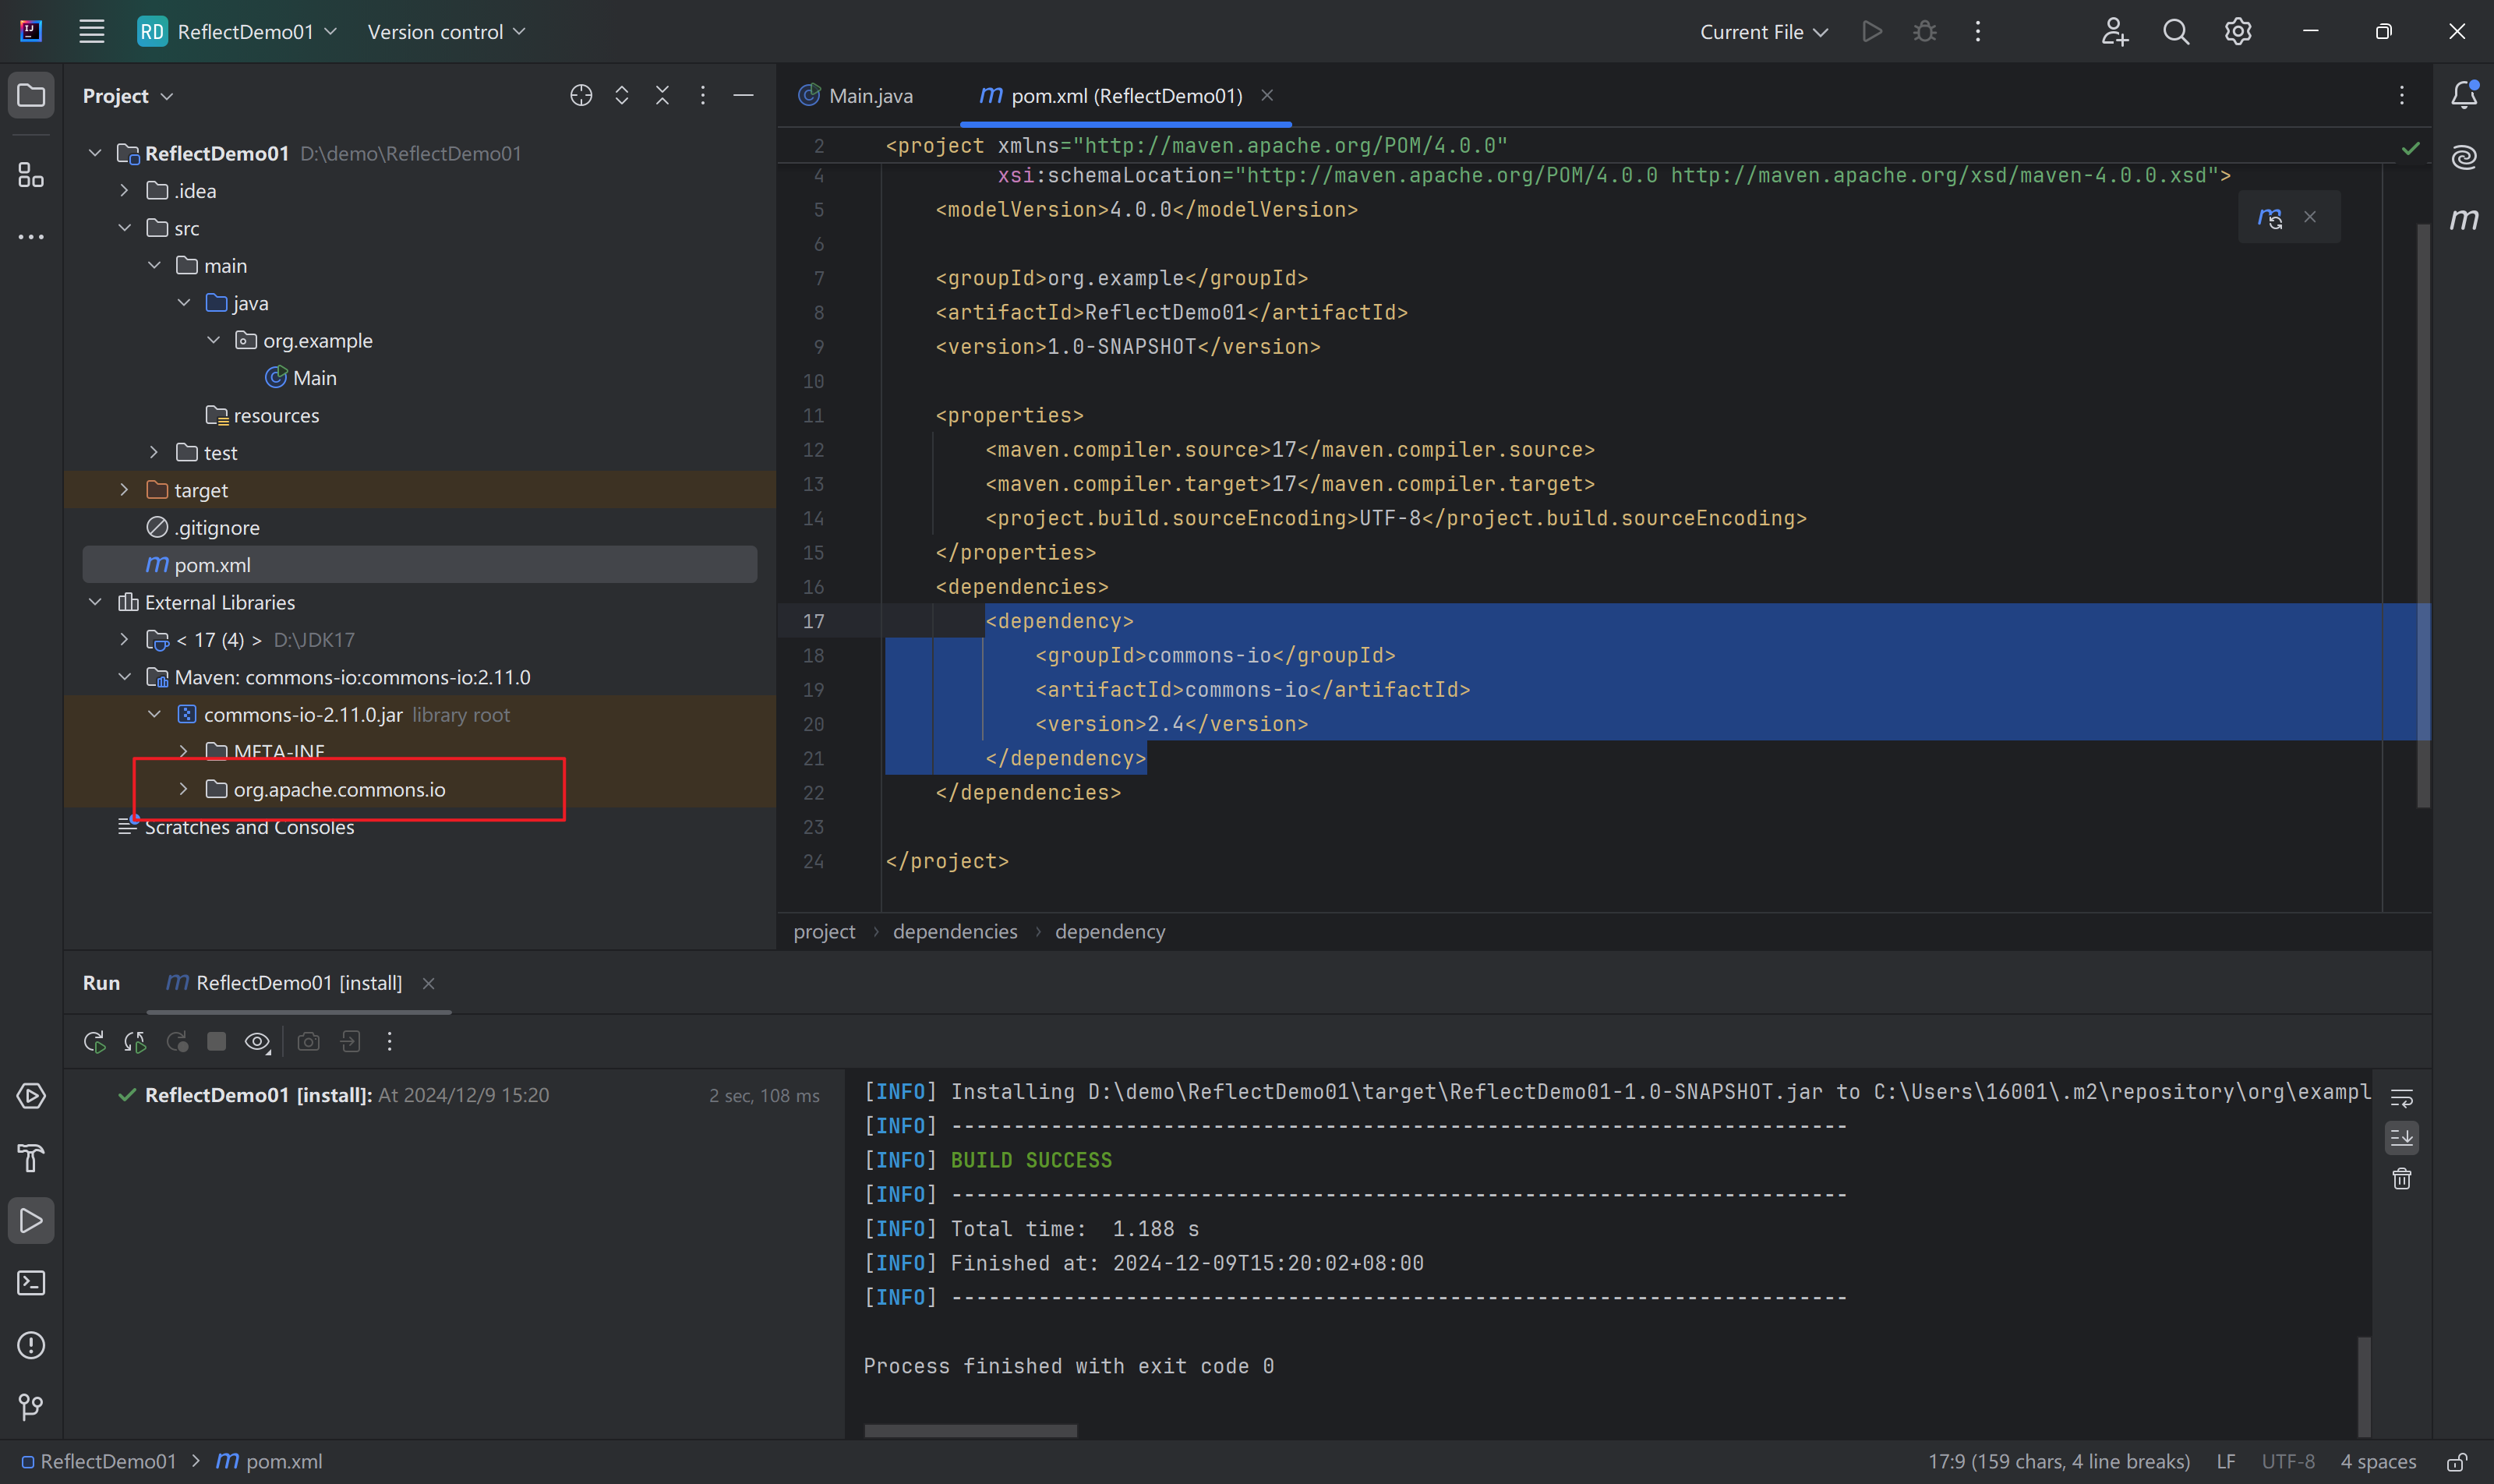 RD ReflectDemo01 Version control Current File
Project
Main.java pom.xml (ReflectDemo01)
ReflectDemo01 D:\demo\ReflectDemo01
.idea
src
main
java
org.example
Main
resources
test
target
.gitignore
pom.xml
External Libraries
< 17 (4) > D:\JDK17
Maven: commons-io:commons-io:2.11.0
commons-io-2.11.0.jar library root
META-INF
org.apache.commons.io
Scratches and Consoles
2 <project xmlns="http://maven.apache.org/POM/4.0.0"
4 xsi:schemaLocation="http://maven.apache.org/POM/4.0.0 http://maven.apache.org/xsd/maven-4.0.0.xsd">
5 <modelVersion>4.0.0</modelVersion>
6
7 <groupId>org.example</groupId>
8 <artifactId>ReflectDemo01</artifactId>
9 <version>1.0-SNAPSHOT</version>
10
11 <properties>
12 <maven.compiler.source>17</maven.compiler.source>
13 <maven.compiler.target>17</maven.compiler.target>
14 <project.build.sourceEncoding>UTF-8</project.build.sourceEncoding>
15 </properties>
16 <dependencies>
17 <dependency>
18 <groupId>commons-io</groupId>
19 <artifactId>commons-io</artifactId>
20 <version>2.4</version>
21 </dependency>
22 </dependencies>
23
24 </project>
project › dependencies › dependency
Run ReflectDemo01 [install]
ReflectDemo01 [install]: At 2024/12/9 15:20 2 sec, 108 ms
[INFO] Installing D:\demo\ReflectDemo01\target\ReflectDemo01-1.0-SNAPSHOT.jar to C:\Users\16001\.m2\repository\org\exampl
[INFO] ------------------------------------------------------------------------
[INFO] BUILD SUCCESS
[INFO] ------------------------------------------------------------------------
[INFO] Total time:  1.188 s
[INFO] Finished at: 2024-12-09T15:20:02+08:00
[INFO] ------------------------------------------------------------------------
Process finished with exit code 0
ReflectDemo01 > pom.xml 17:9 (159 chars, 4 line breaks) LF UTF-8 4 spaces